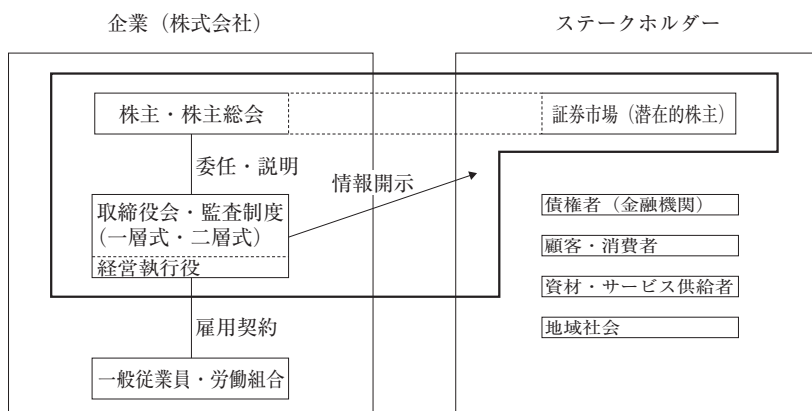 企業（株式会社）
ステークホルダー
株主・株主総会
証券市場（潜在的株主）
委任・説明
情報開示
取締役会・監査制度
（一層式・二層式）
経営執行役
債権者（金融機関）
顧客・消費者
資材・サービス供給者
地域社会
雇用契約
一般従業員・労働組合